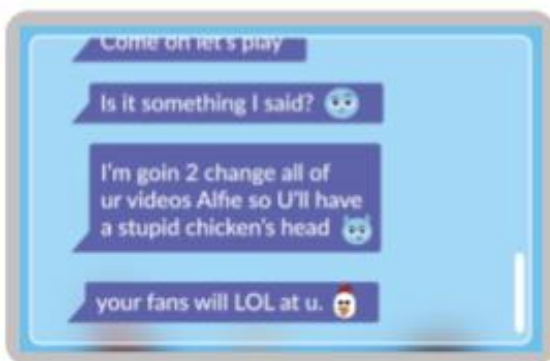 Come on let's play
Is it something I said?
I'm goin 2 change all of
ur videos Alfie so U'll have
a stupid chicken's head
your fans will LOL at u.